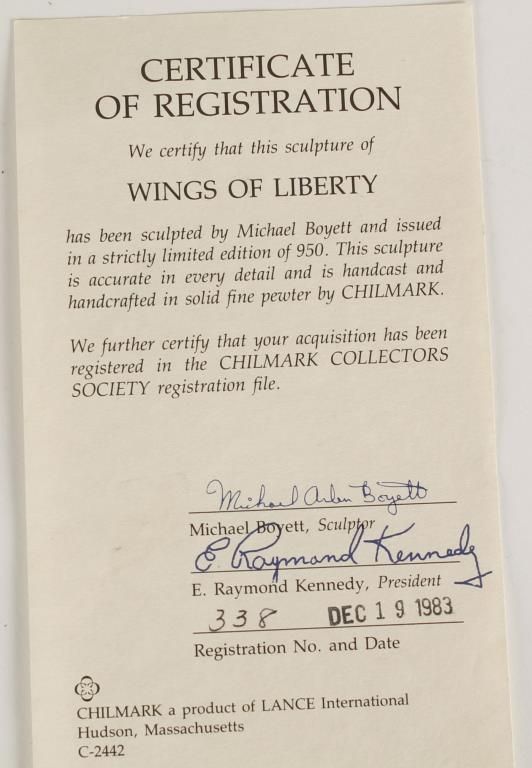 CERTIFICATE
OF REGISTRATION
We certify that this sculpture of
WINGS OF LIBERTY
has been sculpted by Michael Boyett and issued
in a strictly limited edition of 950. This sculpture
is accurate in every detail and is handcast and
handcrafted in solid fine pewter by CHILMARK.
We further certify that your acquisition has been
registered in the CHILMARK COLLECTORS
SOCIETY registration file.
Michael Arlen Boyett
Michael Boyett, Sculptor
E. Raymond Kennedy
E. Raymond Kennedy, President
338 DEC 19 1983
Registration No. and Date
CHILMARK a product of LANCE International
Hudson, Massachusetts
C-2442